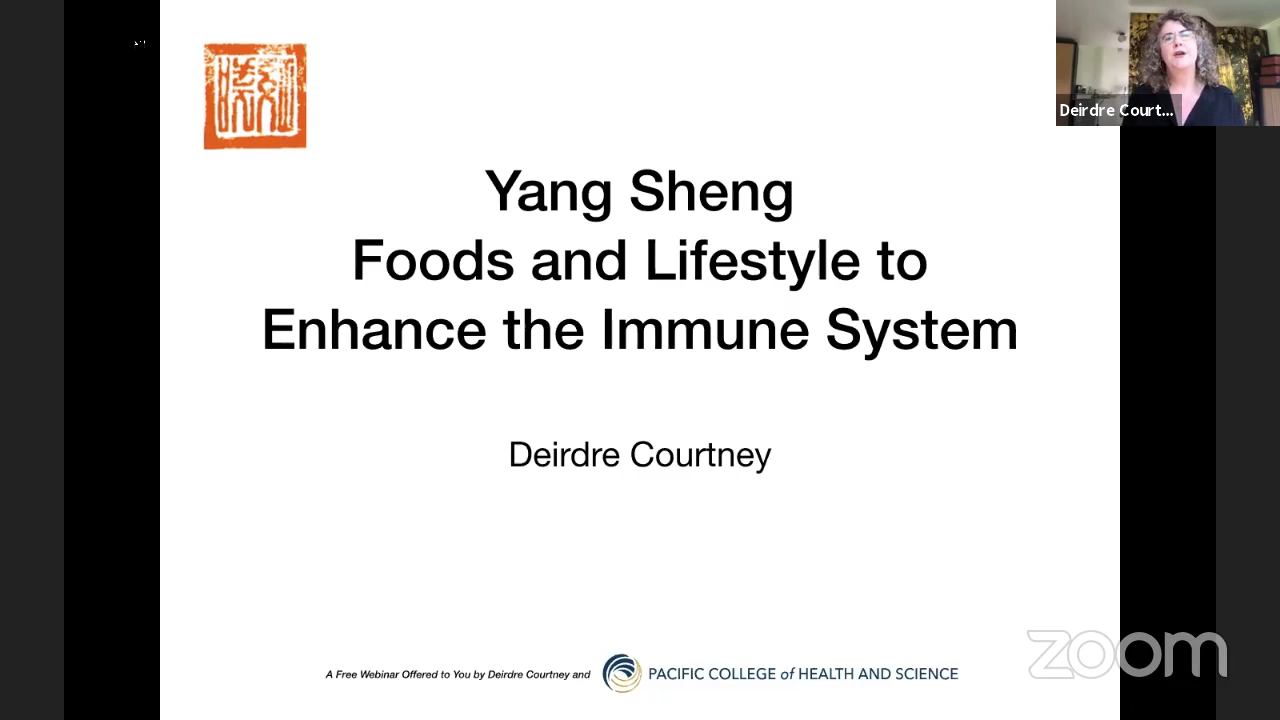 Deirdre Court...
Yang Sheng
Foods and Lifestyle to
Enhance the Immune System
Deirdre Courtney
A Free Webinar Offered to You by Deirdre Courtney and
PACIFIC COLLEGE of HEALTH AND SCIENCE
zoom